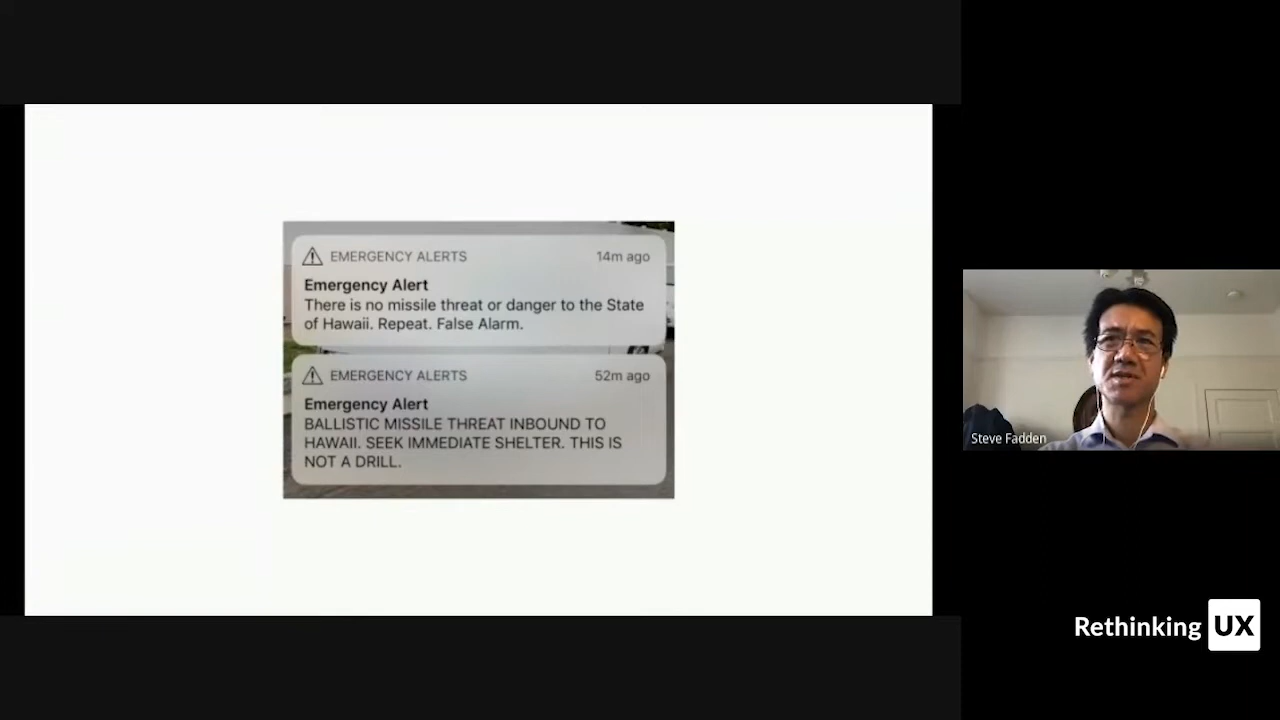 EMERGENCY ALERTS 14m ago
Emergency Alert
There is no missile threat or danger to the State
of Hawaii. Repeat. False Alarm.
EMERGENCY ALERTS 52m ago
Emergency Alert
BALLISTIC MISSILE THREAT INBOUND TO
HAWAII. SEEK IMMEDIATE SHELTER. THIS IS
NOT A DRILL.
Steve Fadden
Rethinking UX